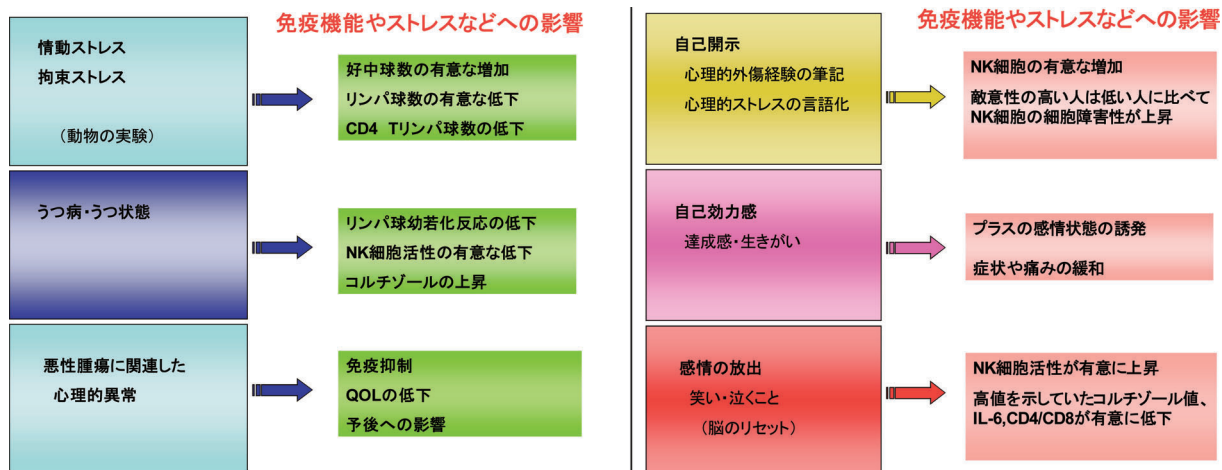 免疫機能やストレスなどへの影響
情動ストレス
拘束ストレス
（動物の実験）
好中球数の有意な増加
リンパ球数の有意な低下
CD4 Tリンパ球数の低下
うつ病・うつ状態
リンパ球幼若化反応の低下
NK細胞活性の有意な低下
コルチゾールの上昇
悪性腫瘍に関連した
心理的異常
免疫抑制
QOLの低下
予後への影響
免疫機能やストレスなどへの影響
自己開示
心理的外傷経験の筆記
心理的ストレスの言語化
NK細胞の有意な増加
敵意性の高い人は低い人に比べて
NK細胞の細胞障害性が上昇
自己効力感
達成感・生きがい
プラスの感情状態の誘発
症状や痛みの緩和
感情の放出
笑い・泣くこと
（脳のリセット）
NK細胞活性が有意に上昇
高値を示していたコルチゾール値、
IL-6,CD4/CD8が有意に低下